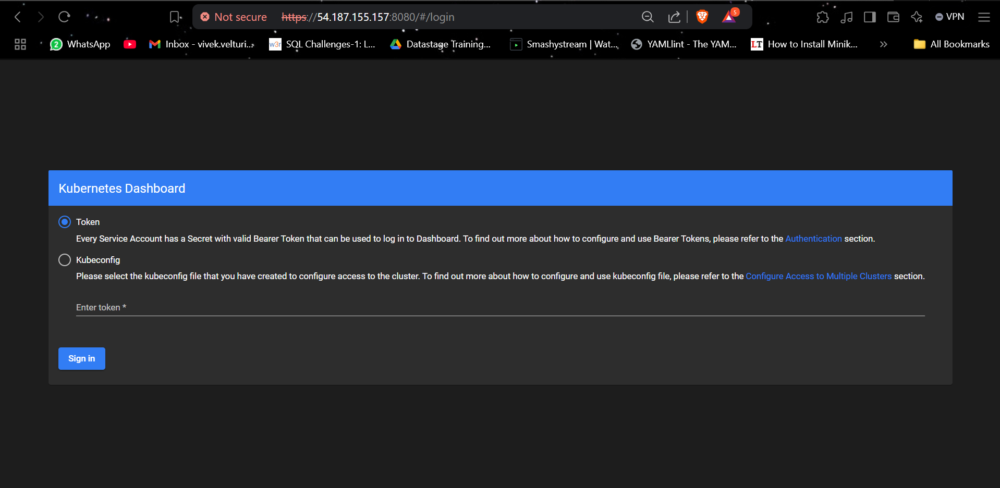 Not secure https://54.187.155.157:8080/#/login 5 VPN
2 WhatsApp Inbox - vivek.velturi... w3r SQL Challenges-1: L... Datastage Training... Smashystream | Wat... YAMLlint - The YAM... LT How to Install Minik... » All Bookmarks
Kubernetes Dashboard
Token
Every Service Account has a Secret with valid Bearer Token that can be used to log in to Dashboard. To find out more about how to configure and use Bearer Tokens, please refer to the Authentication section.
Kubeconfig
Please select the kubeconfig file that you have created to configure access to the cluster. To find out more about how to configure and use kubeconfig file, please refer to the Configure Access to Multiple Clusters section.
Enter token *
Sign in